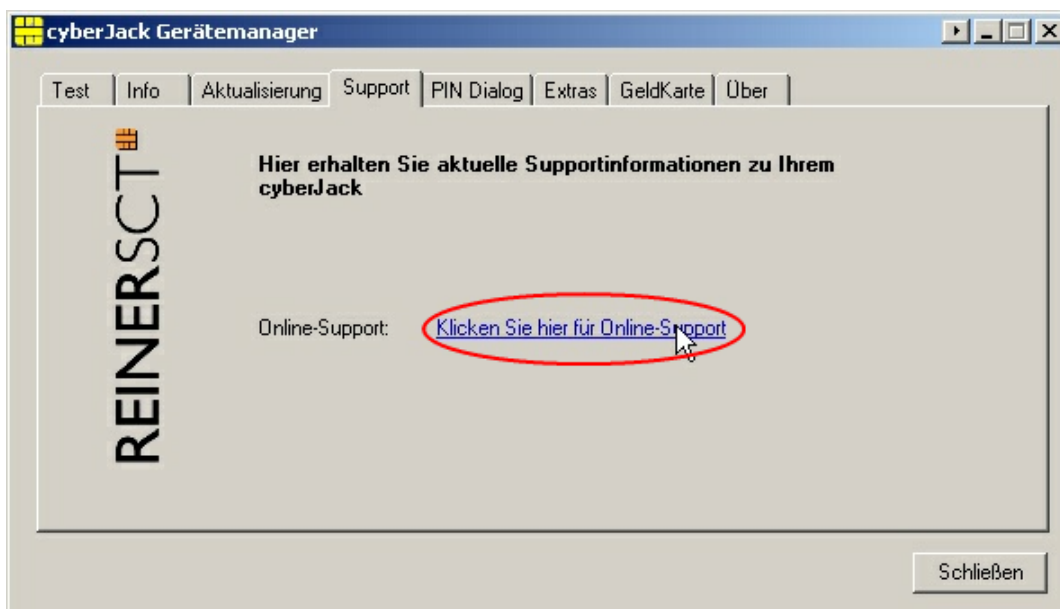 cyberJack Gerätemanager
Test Info Aktualisierung Support PIN Dialog Extras GeldKarte Über
REINERSCT
Hier erhalten Sie aktuelle Supportinformationen zu Ihrem
cyberJack
Online-Support: Klicken Sie hier für Online-Support
Schließen